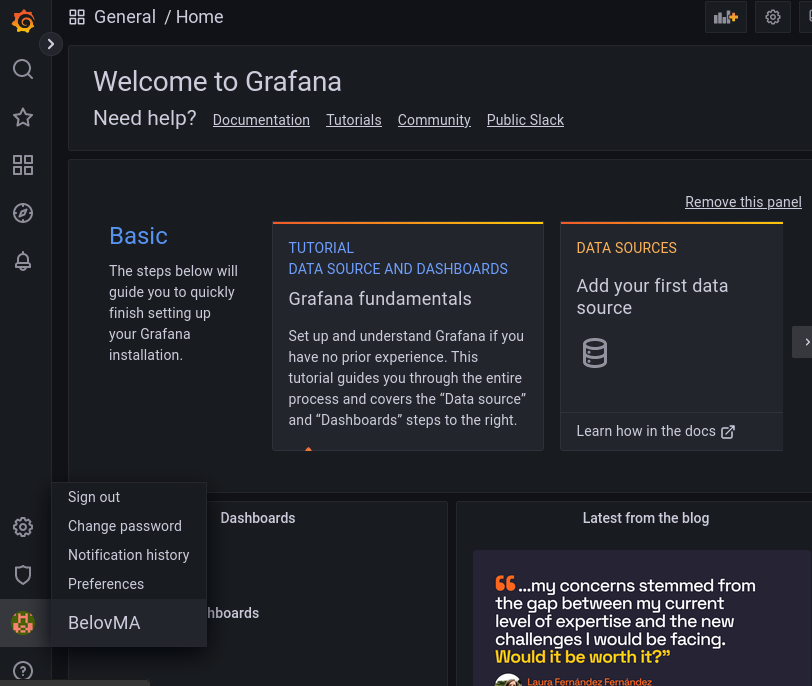 General / Home
Welcome to Grafana
Need help? Documentation Tutorials Community Public Slack
Remove this panel
Basic
The steps below will
guide you to quickly
finish setting up
your Grafana
installation.
TUTORIAL
DATA SOURCE AND DASHBOARDS
Grafana fundamentals
Set up and understand Grafana if you
have no prior experience. This
tutorial guides you through the entire
process and covers the “Data source”
and “Dashboards” steps to the right.
DATA SOURCES
Add your first data
source
Learn how in the docs
Sign out
Change password
Notification history
Preferences
BelovMA
Dashboards
hboards
Latest from the blog
“...my concerns stemmed from
the gap between my current
level of expertise and the new
challenges I would be facing.
Would it be worth it?”
Laura Fernández Fernández